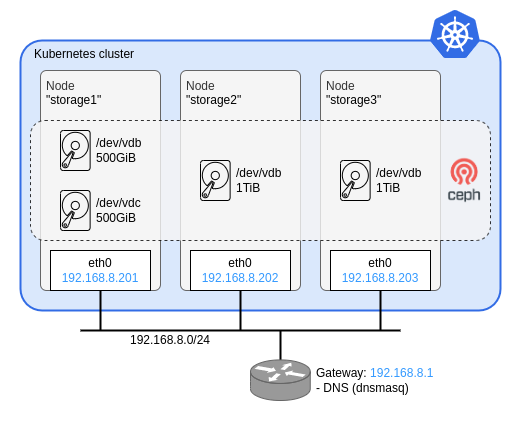 Kubernetes cluster
Node
"storage1"
Node
"storage2"
Node
"storage3"
/dev/vdb
500GiB
/dev/vdc
500GiB
/dev/vdb
1TiB
/dev/vdb
1TiB
ceph
eth0
192.168.8.201
eth0
192.168.8.202
eth0
192.168.8.203
192.168.8.0/24
Gateway: 192.168.8.1
- DNS (dnsmasq)